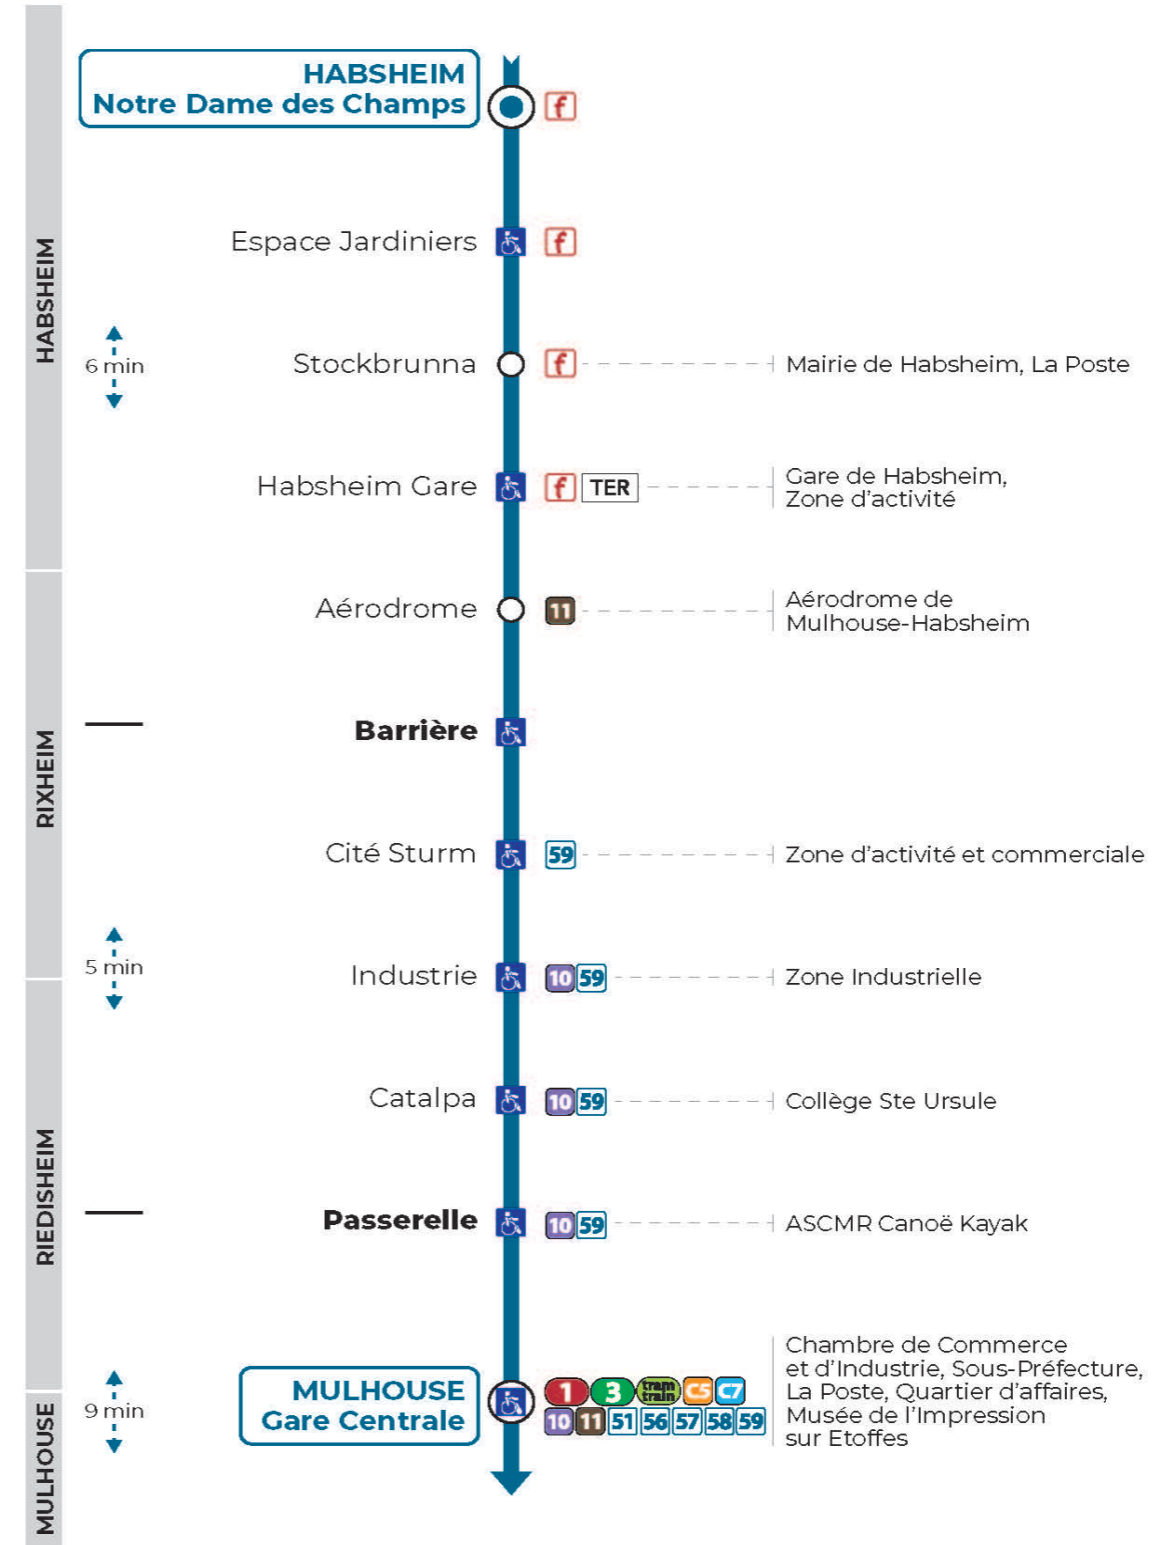 HABSHEIM
Notre Dame des Champs
f
Espace Jardiniers
f
HABSHEIM
6 min
Stockbrunna
f
Mairie de Habsheim, La Poste
Habsheim Gare
f TER
Gare de Habsheim,
Zone d'activité
Aérodrome
11
Aérodrome de
Mulhouse-Habsheim
Barrière
RIXHEIM
Cité Sturm
59
Zone d'activité et commerciale
5 min
Industrie
10 59
Zone Industrielle
Catalpa
10 59
Collège Ste Ursule
RIEDISHEIM
Passerelle
10 59
ASCMR Canoë Kayak
MULHOUSE
9 min
MULHOUSE
Gare Centrale
1 3 tram train C5 C7
10 11 51 56 57 58 59
Chambre de Commerce
et d'Industrie, Sous-Préfecture,
La Poste, Quartier d'affaires,
Musée de l'Impression
sur Etoffes